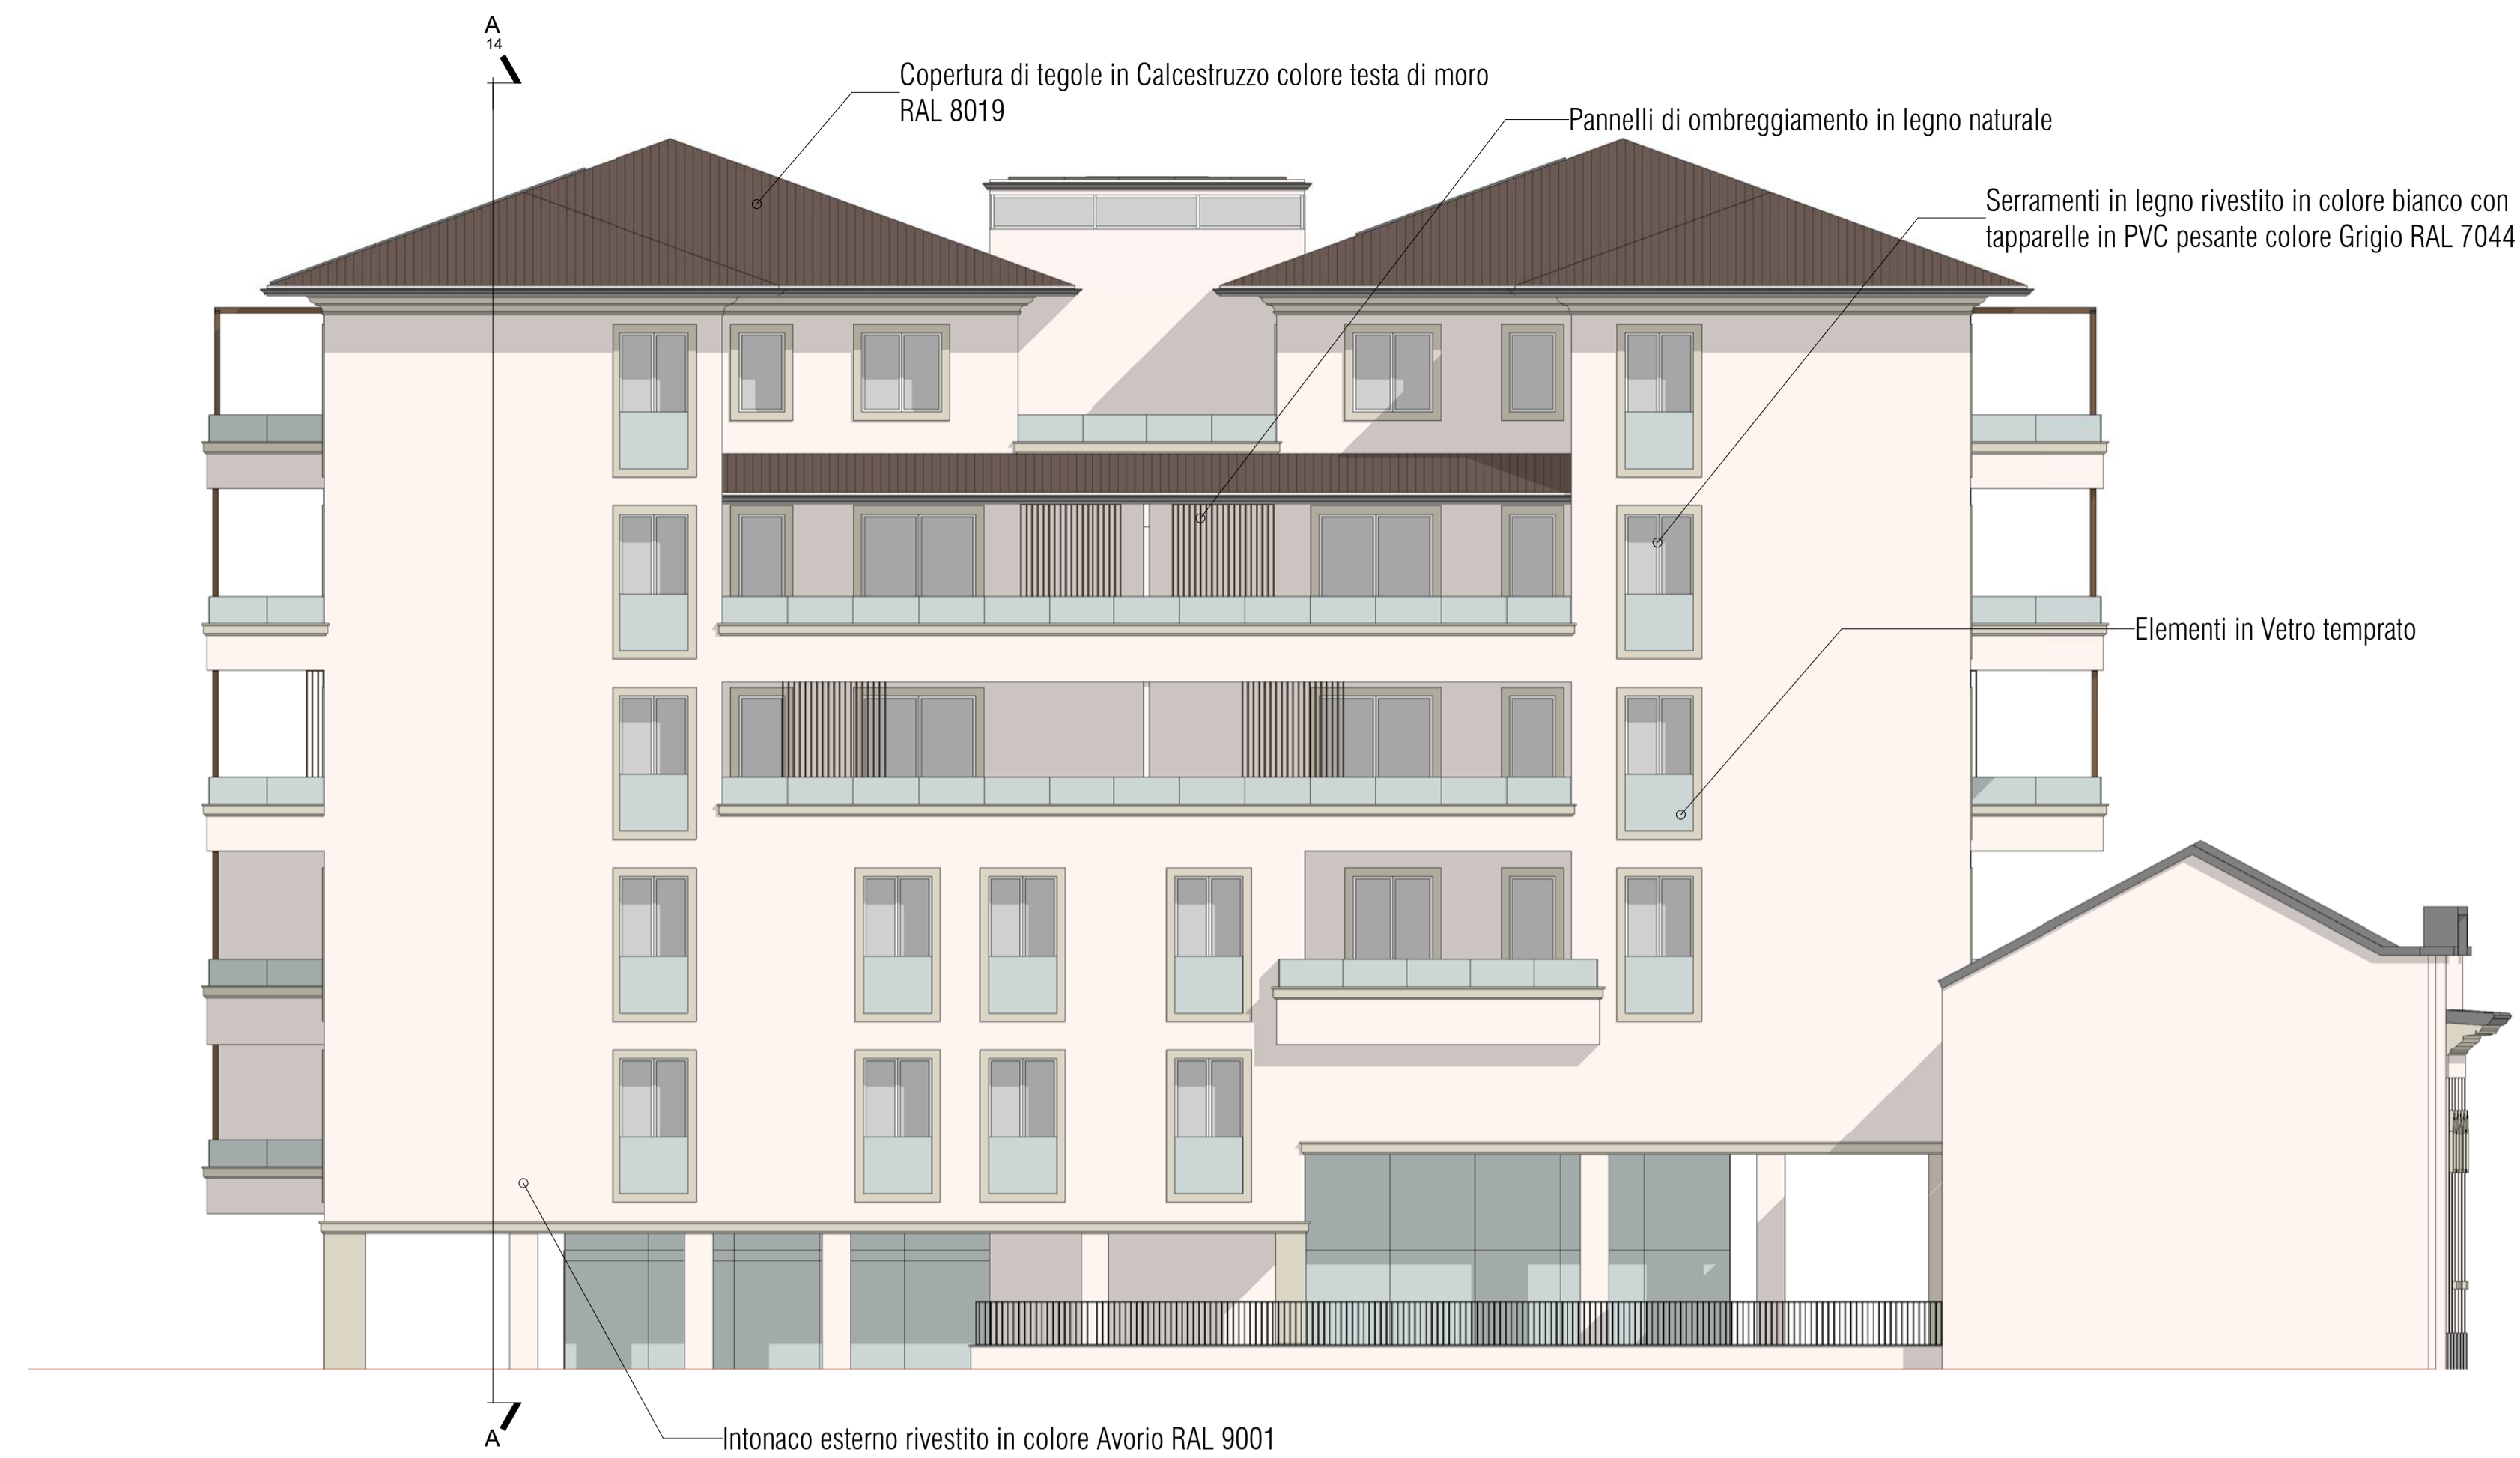 A
14
Copertura di tegole in Calcestruzzo colore testa di moro
RAL 8019
Pannelli di ombreggiamento in legno naturale
Serramenti in legno rivestito in colore bianco con
tapparelle in PVC pesante colore Grigio RAL 7044
Elementi in Vetro temprato
Intonaco esterno rivestito in colore Avorio RAL 9001
A